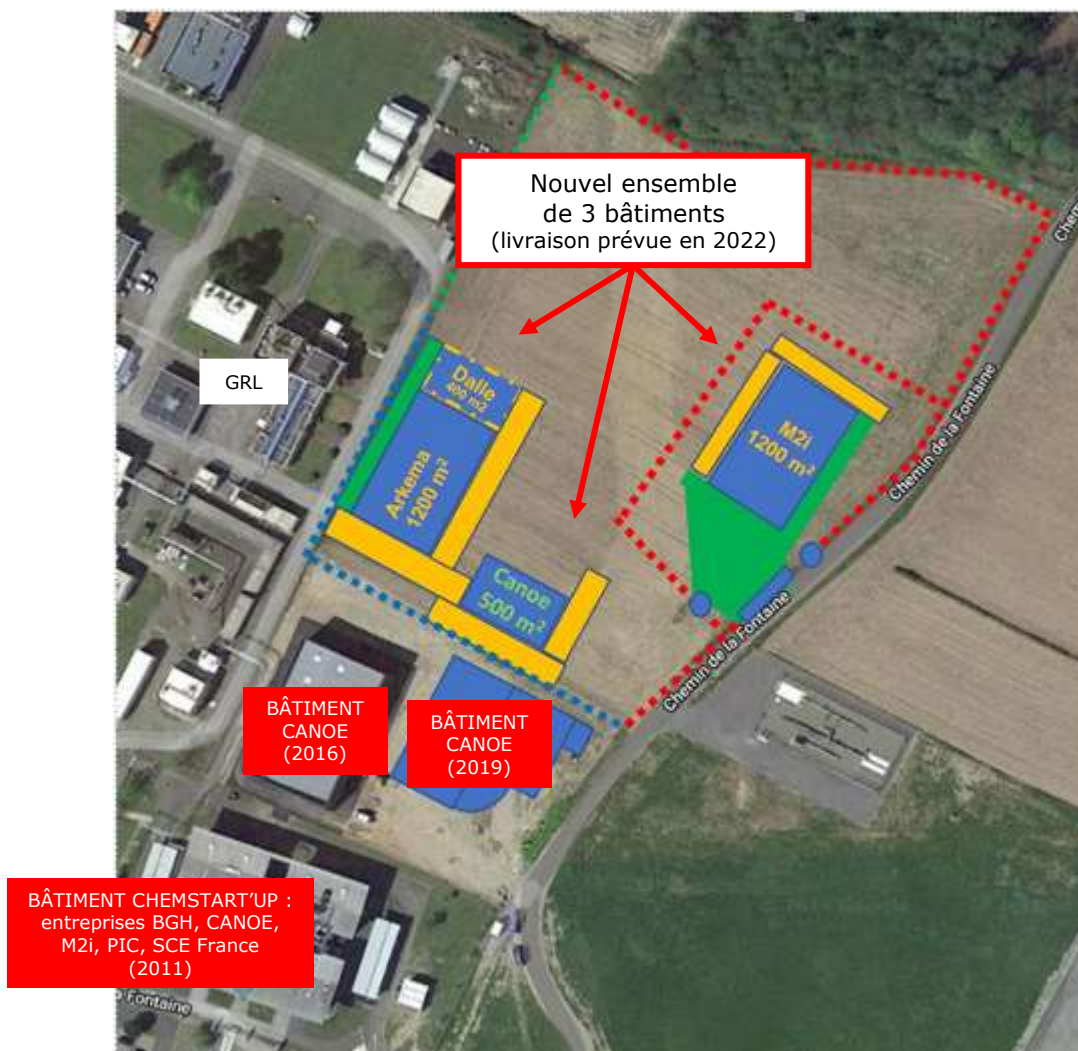 Nouvel ensemble
de 3 bâtiments
(livraison prévue en 2022)
GRL
Dalle
400 m2
Arkema
1200 m²
M2i
1200 m²
Canoe
500 m²
Chemin de la Fontaine
Chemin de la Fontaine
BÂTIMENT
CANOE
(2016)
BÂTIMENT
CANOE
(2019)
BÂTIMENT CHEMSTART’UP :
entreprises BGH, CANOE,
M2i, PIC, SCE France
(2011)
la Fontaine